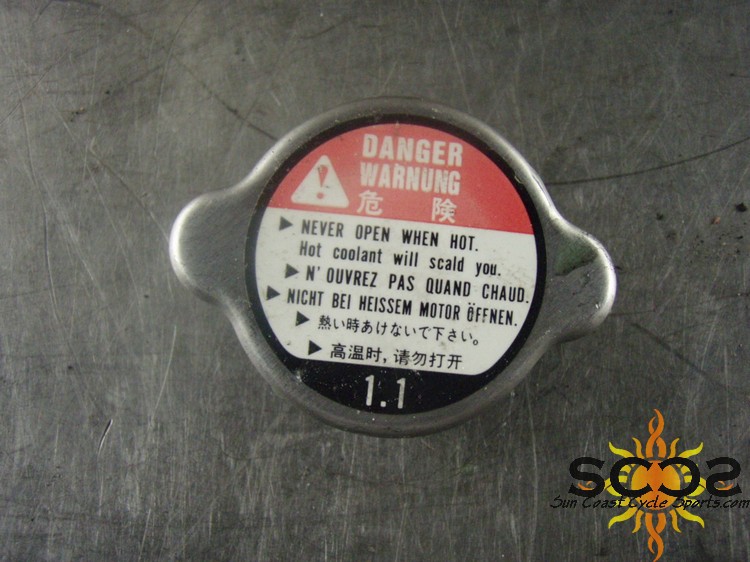 DANGER
WARNUNG
危 険
NEVER OPEN WHEN HOT.
Hot coolant will scald you.
N'OUVREZ PAS QUAND CHAUD.
NICHT BEI HEISSEM MOTOR ÖFFNEN.
熱い時あけないで下さい。
高温时,请勿打开
1.1
SCCS
Sun Coast Cycle Sports.com